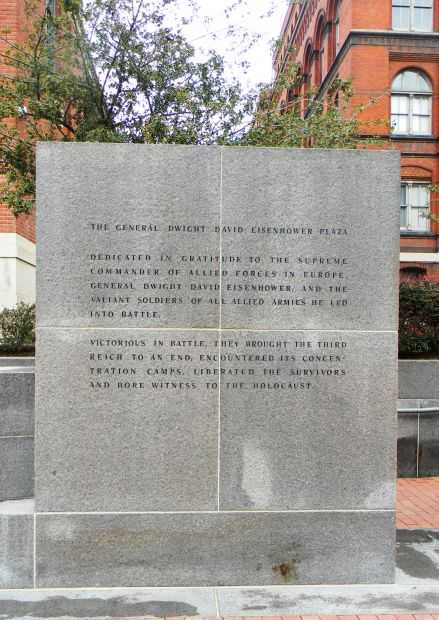 THE GENERAL DWIGHT DAVID EISENHOWER PLAZA
DEDICATED IN GRATITUDE TO THE SUPREME
COMMANDER OF ALLIED FORCES IN EUROPE,
GENERAL DWIGHT DAVID EISENHOWER, AND THE
VALIANT SOLDIERS OF ALL ALLIED ARMIES HE LED
INTO BATTLE.
VICTORIOUS IN BATTLE, THEY BROUGHT THE THIRD
REICH TO AN END, ENCOUNTERED ITS CONCEN-
TRATION CAMPS, LIBERATED THE SURVIVORS
AND BORE WITNESS TO THE HOLOCAUST.